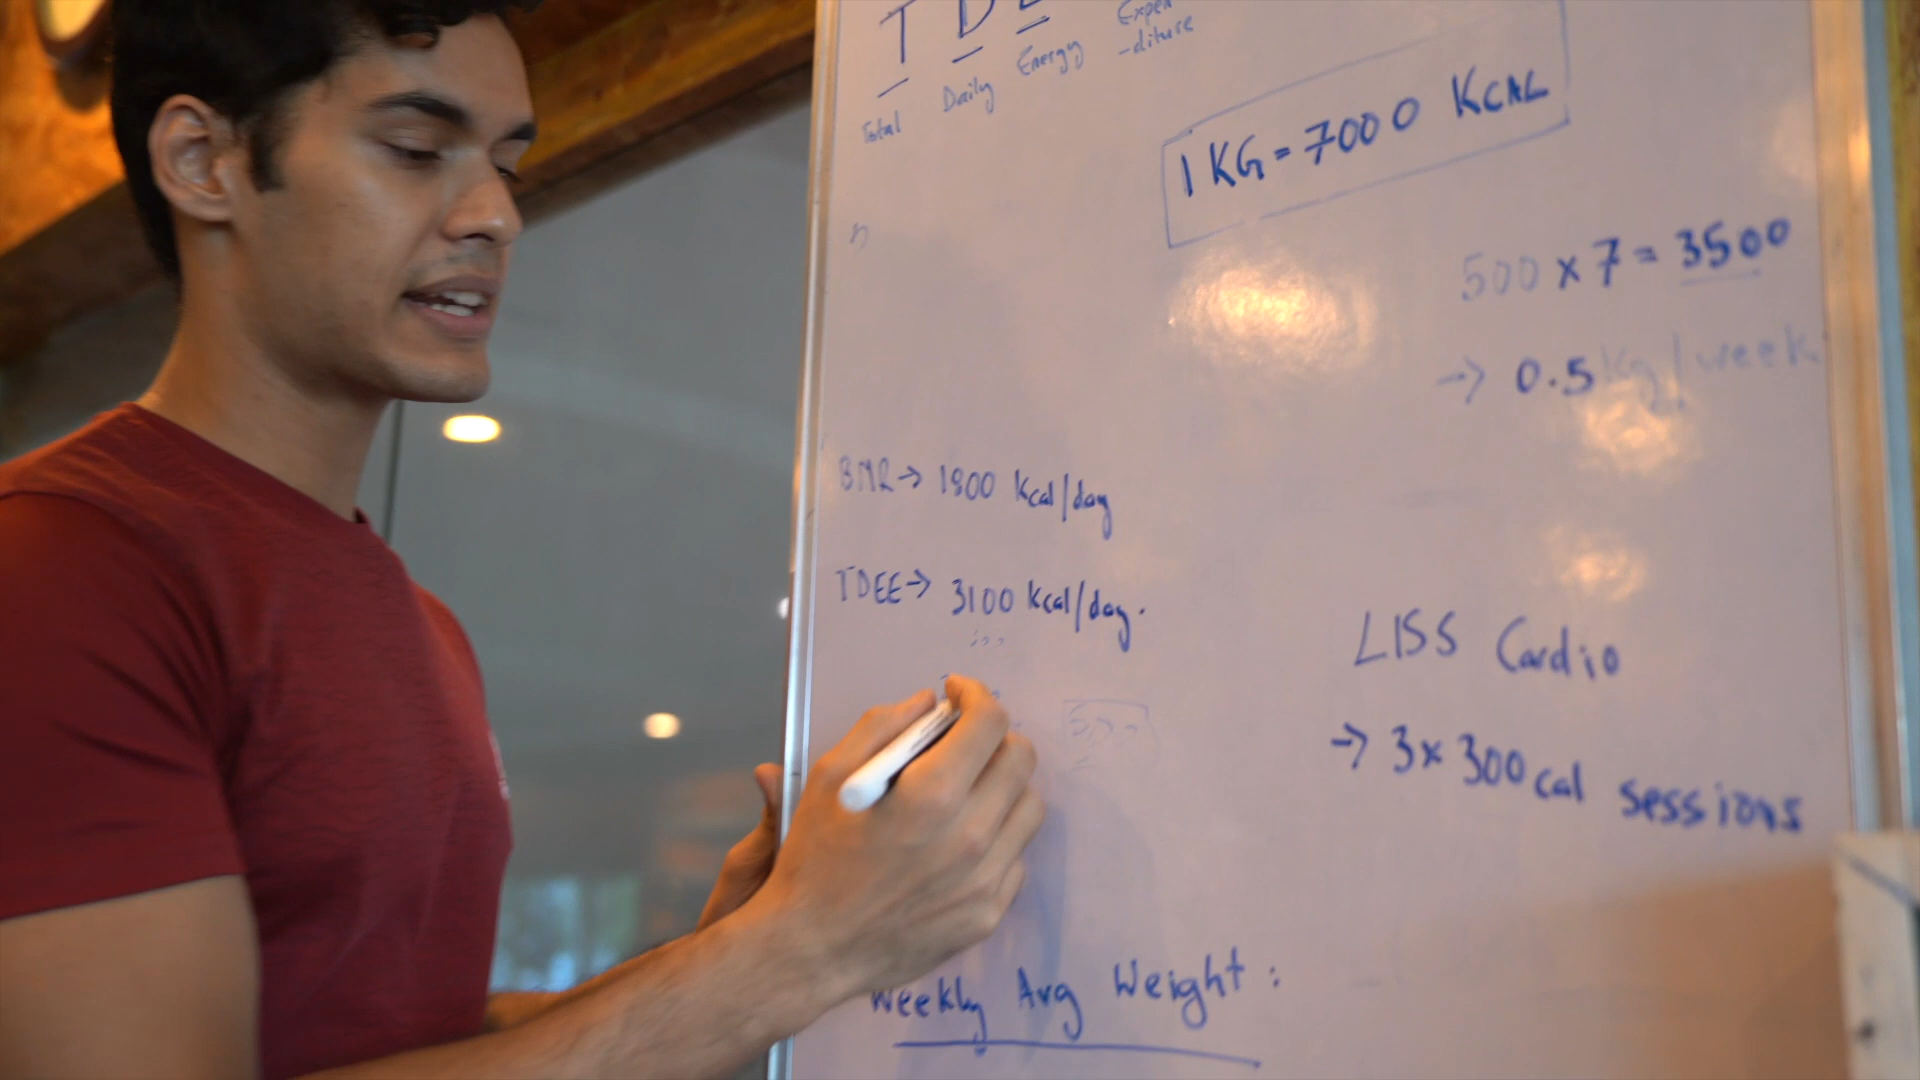 T D E
Total Daily Energy Expen
-diture
1 KG = 7000 KCAL
500 x 7 = 3500
→ 0.5 kg/week
BMR → 1800 Kcal/day
TDEE → 3100 Kcal/day.
LISS Cardio
→ 3x 300 cal sessions
Weekly Avg Weight: